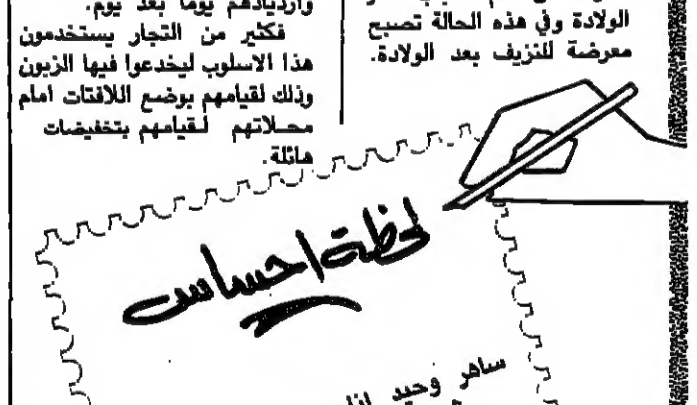 الولادة وفي هذه الحالة تصبح
معرضة للنزيف بعد الولادة.
وازديادهم يوما بعد يوم.
فكثير من التجار يستخدمون
هذا الاسلوب ليخدعوا فيها الزبون
وذلك لقيامهم بوضع اللافتات امام
محلاتهم لقيامهم بتخفيضات
هائلة.
لحظة احساس
ساهر وحيد